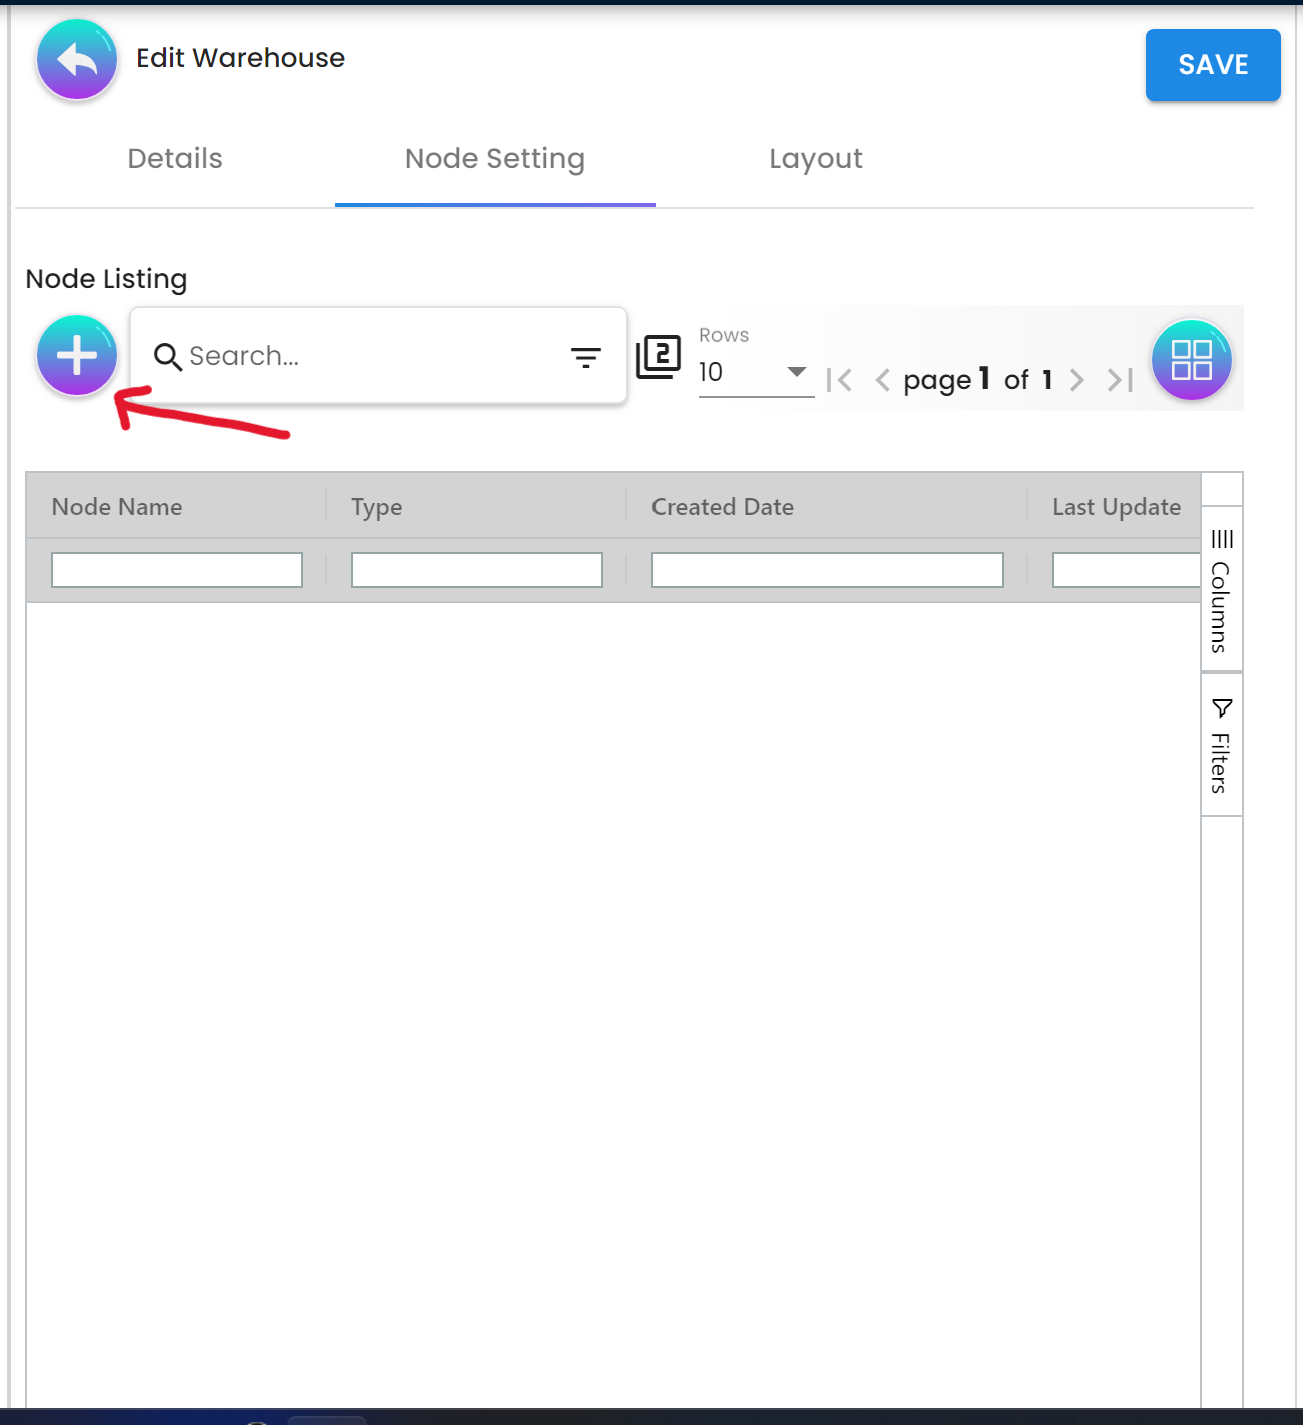 Edit Warehouse
SAVE
Details Node Setting Layout
Node Listing
Search...
2
Rows
10
page 1 of 1
Node Name Type Created Date Last Update
Columns
Filters